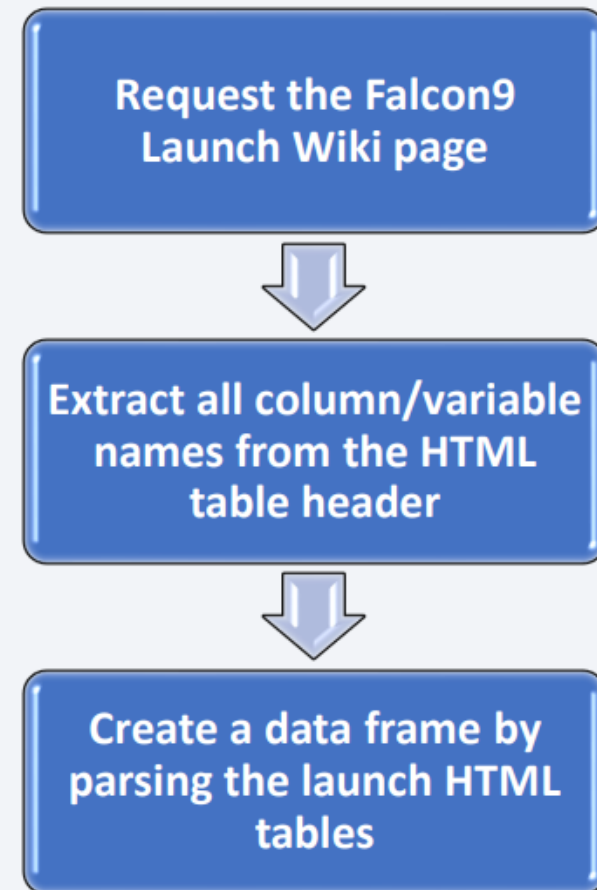 Request the Falcon9
Launch Wiki page
Extract all column/variable
names from the HTML
table header
Create a data frame by
parsing the launch HTML
tables